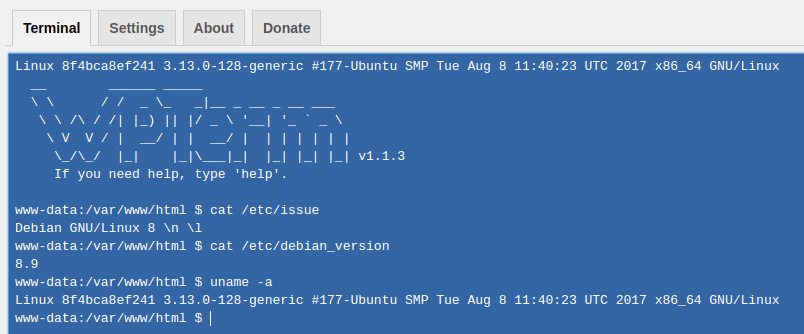 Terminal Settings About Donate
Linux 8f4bca8ef241 3.13.0-128-generic #177-Ubuntu SMP Tue Aug 8 11:40:23 UTC 2017 x86_64 GNU/Linux
WPTerm v1.1.3
If you need help, type 'help'.
www-data:/var/www/html $ cat /etc/issue
Debian GNU/Linux 8 \n \l
www-data:/var/www/html $ cat /etc/debian_version
8.9
www-data:/var/www/html $ uname -a
Linux 8f4bca8ef241 3.13.0-128-generic #177-Ubuntu SMP Tue Aug 8 11:40:23 UTC 2017 x86_64 GNU/Linux
www-data:/var/www/html $